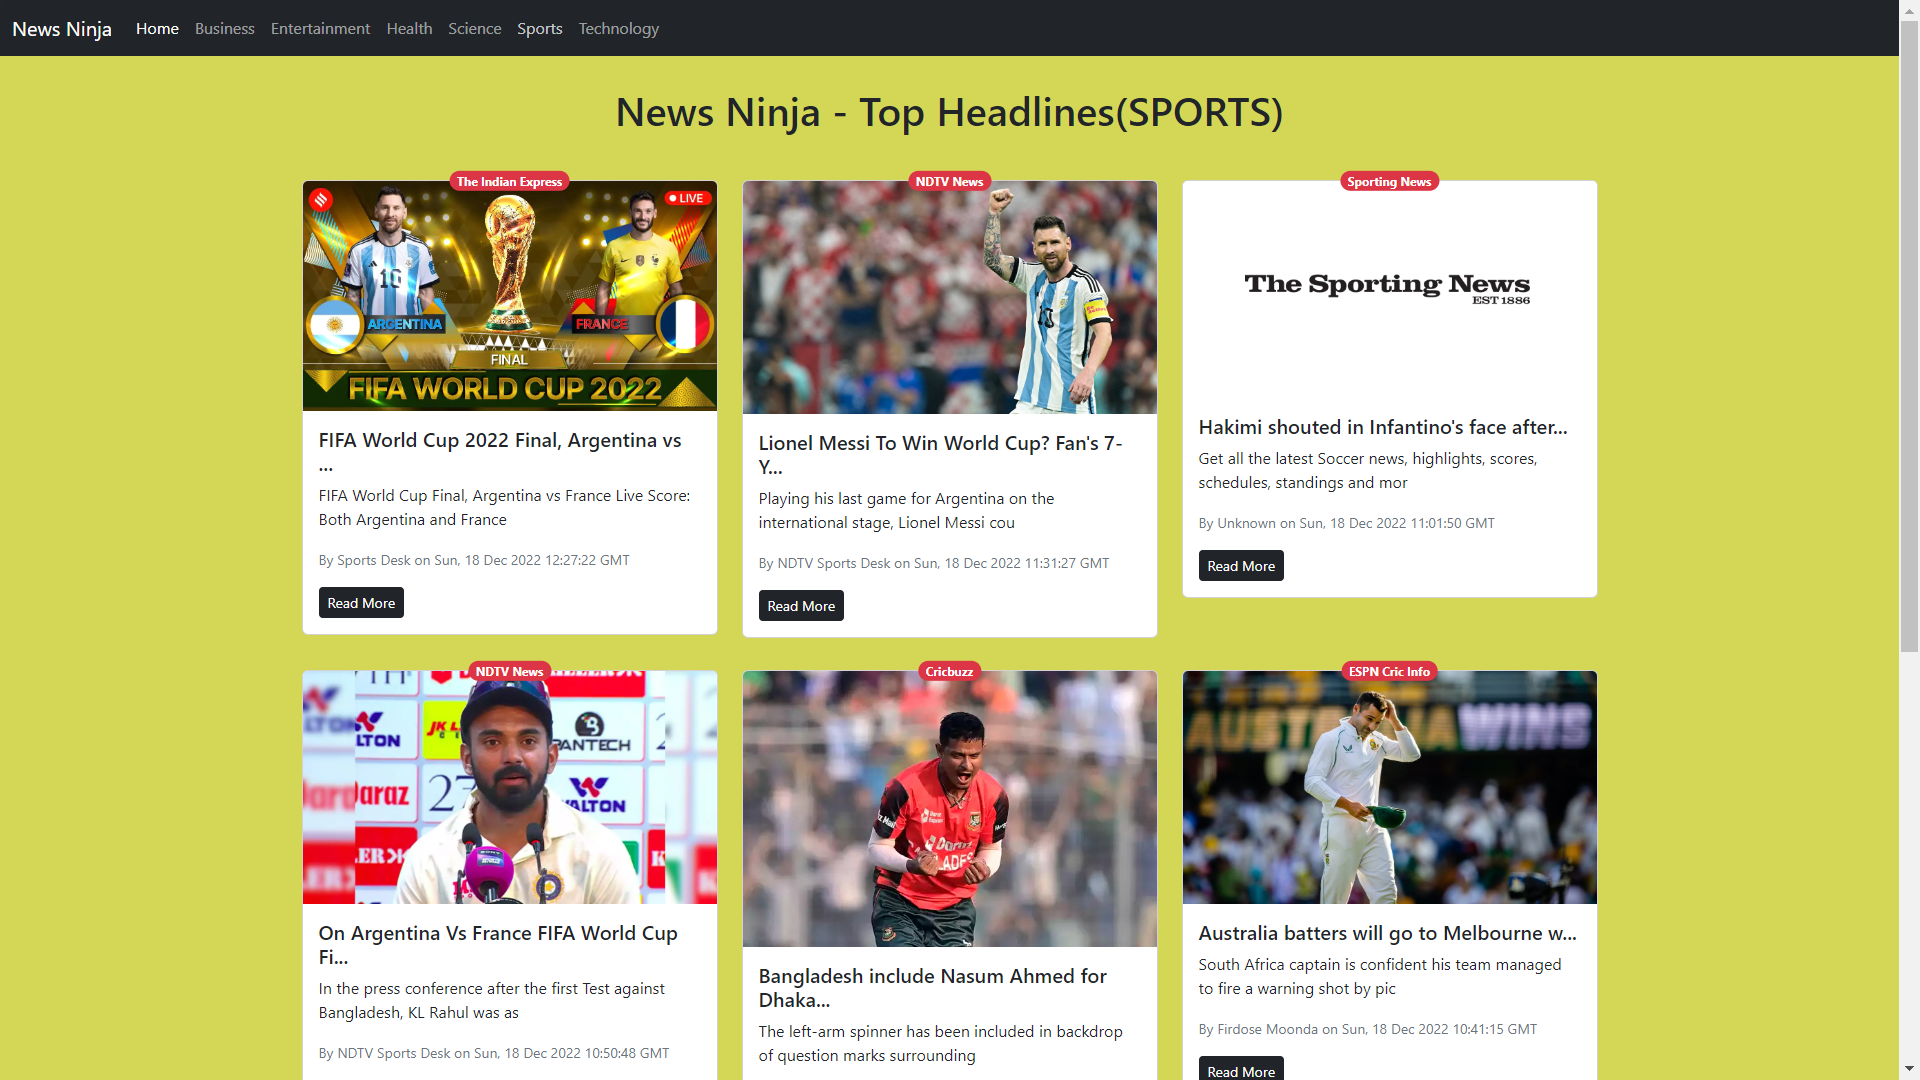 News Ninja Home Business Entertainment Health Science Sports Technology
News Ninja - Top Headlines(SPORTS)
The Indian Express
LIVE
10
ARGENTINA
FRANCE
FINAL
FIFA WORLD CUP 2022
FIFA World Cup 2022 Final, Argentina vs
...
FIFA World Cup Final, Argentina vs France Live Score:
Both Argentina and France
By Sports Desk on Sun, 18 Dec 2022 12:27:22 GMT
Read More
NDTV News
10
Lionel Messi To Win World Cup? Fan's 7-
Y...
Playing his last game for Argentina on the
international stage, Lionel Messi cou
By NDTV Sports Desk on Sun, 18 Dec 2022 11:31:27 GMT
Read More
Sporting News
The Sporting News
EST 1886
Hakimi shouted in Infantino's face after...
Get all the latest Soccer news, highlights, scores,
schedules, standings and mor
By Unknown on Sun, 18 Dec 2022 11:01:50 GMT
Read More
NDTV News
JK L
PANTECH
LTON
Daraz
27
WALTON
On Argentina Vs France FIFA World Cup
Fi...
In the press conference after the first Test against
Bangladesh, KL Rahul was as
By NDTV Sports Desk on Sun, 18 Dec 2022 10:50:48 GMT
Cricbuzz
Daraz
LADES
Bangladesh include Nasum Ahmed for
Dhaka...
The left-arm spinner has been included in backdrop
of question marks surrounding
ESPN Cric Info
AUSTRALIA WINS
Australia batters will go to Melbourne w...
South Africa captain is confident his team managed
to fire a warning shot by pic
By Firdose Moonda on Sun, 18 Dec 2022 10:41:15 GMT
Read More